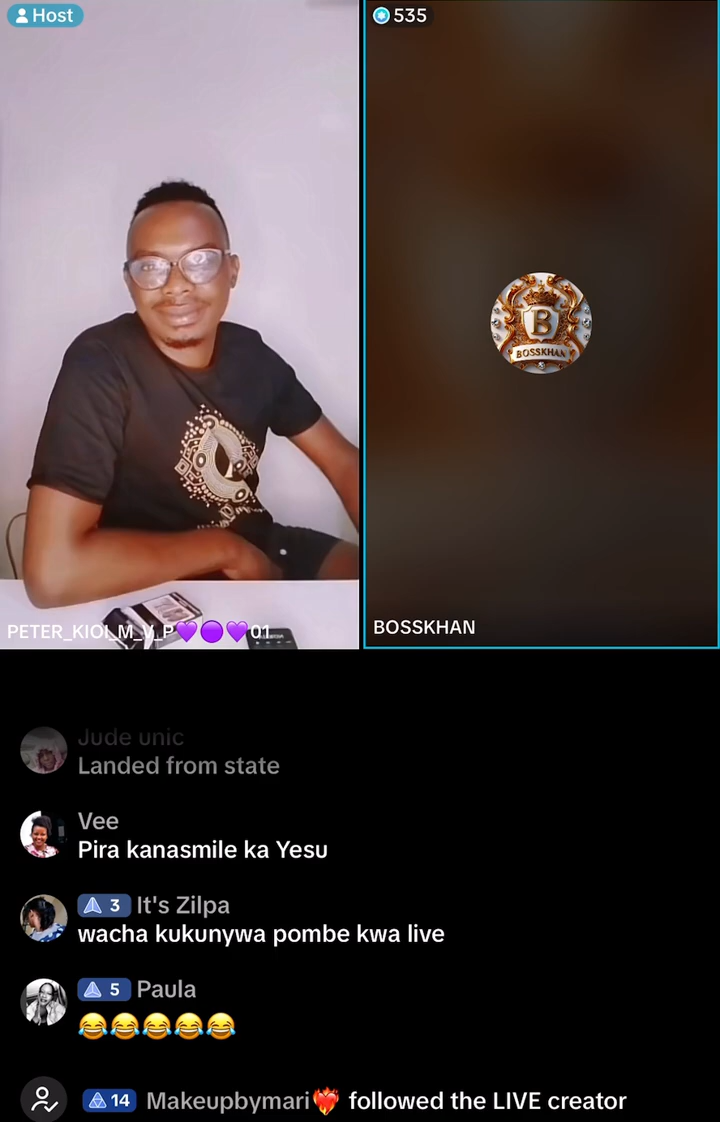 Host
535
B
BOSSKHAN
PETER_KIOI_M_V_P💜🟣💜01
BOSSKHAN
Jude unic
Landed from state
Vee
Pira kanasmile ka Yesu
3 It's Zilpa
wacha kukunywa pombe kwa live
5 Paula
😂😂😂😂😂
14 Makeupbymari❤️‍🔥 followed the LIVE creator